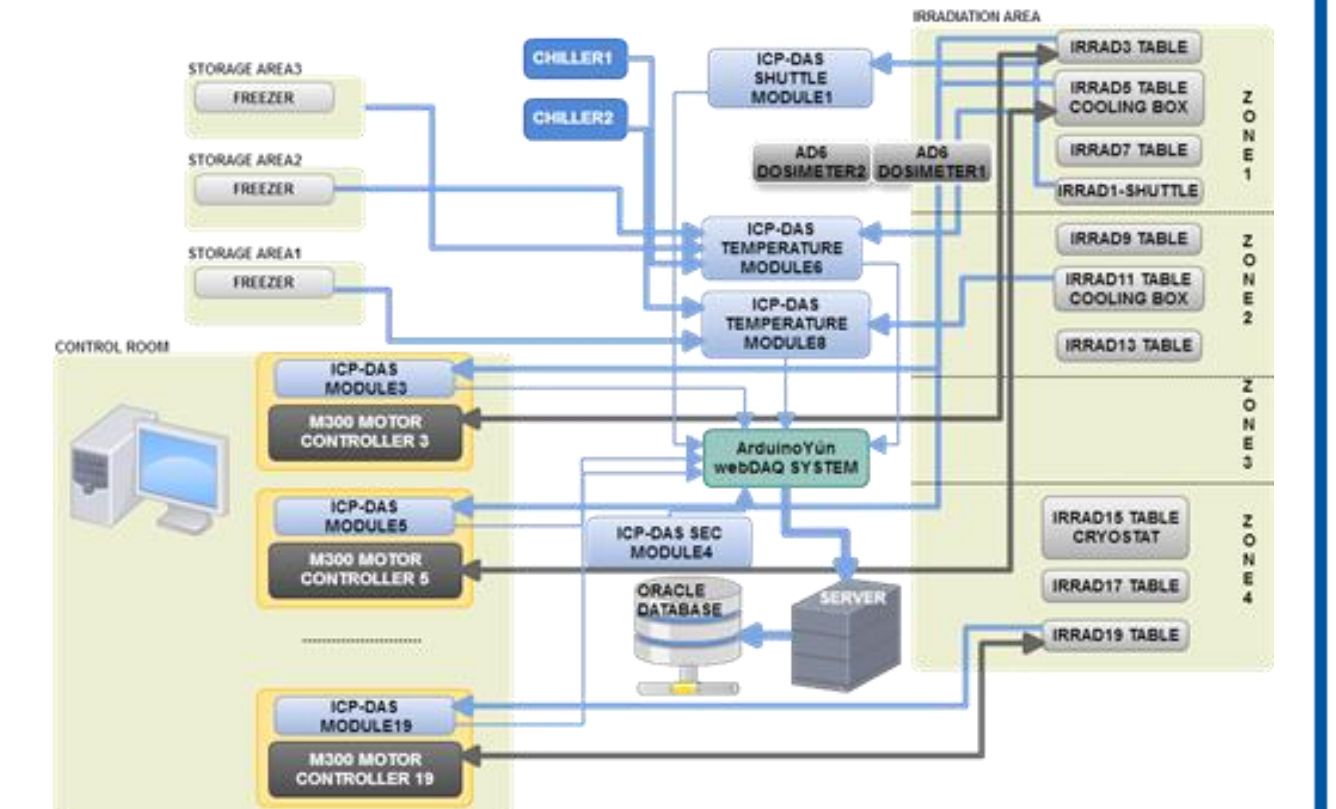 IRRADIATION AREA
STORAGE AREA3
FREEZER
STORAGE AREA2
FREEZER
STORAGE AREA1
FREEZER
CHILLER1
CHILLER2
ICP-DAS
SHUTTLE
MODULE1
AD6
DOSIMETER2
AD6
DOSIMETER1
ICP-DAS
TEMPERATURE
MODULE6
ICP-DAS
TEMPERATURE
MODULE8
IRRAD3 TABLE
IRRAD5 TABLE
COOLING BOX
IRRAD7 TABLE
IRRAD1-SHUTTLE
ZONE1
IRRAD9 TABLE
IRRAD11 TABLE
COOLING BOX
IRRAD13 TABLE
ZONE2
ZONE3
IRRAD15 TABLE
CRYOSTAT
IRRAD17 TABLE
IRRAD19 TABLE
ZONE4
CONTROL ROOM
ICP-DAS
MODULE3
M300 MOTOR
CONTROLLER 3
ICP-DAS
MODULE5
M300 MOTOR
CONTROLLER 5
ICP-DAS
MODULE19
M300 MOTOR
CONTROLLER 19
ArduinoYún
webDAQ SYSTEM
ICP-DAS SEC
MODULE4
ORACLE
DATABASE
SERVER